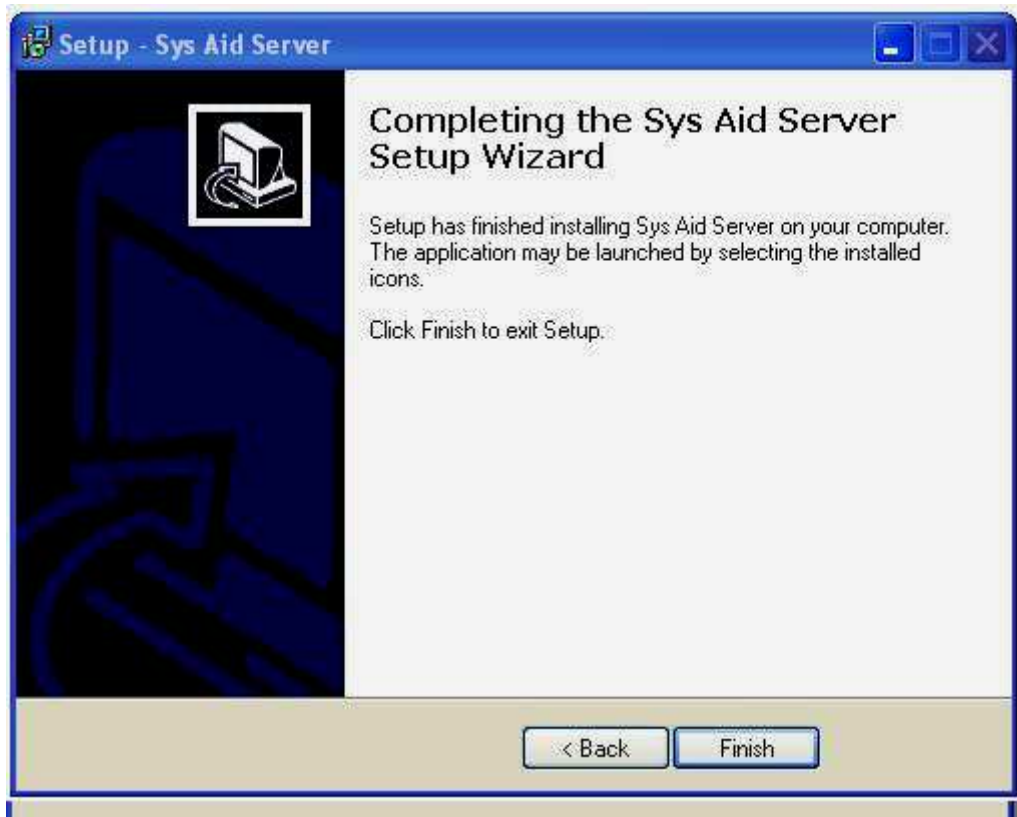 Setup - Sys Aid Server
Completing the Sys Aid Server
Setup Wizard
Setup has finished installing Sys Aid Server on your computer.
The application may be launched by selecting the installed
icons.
Click Finish to exit Setup.
< Back
Finish